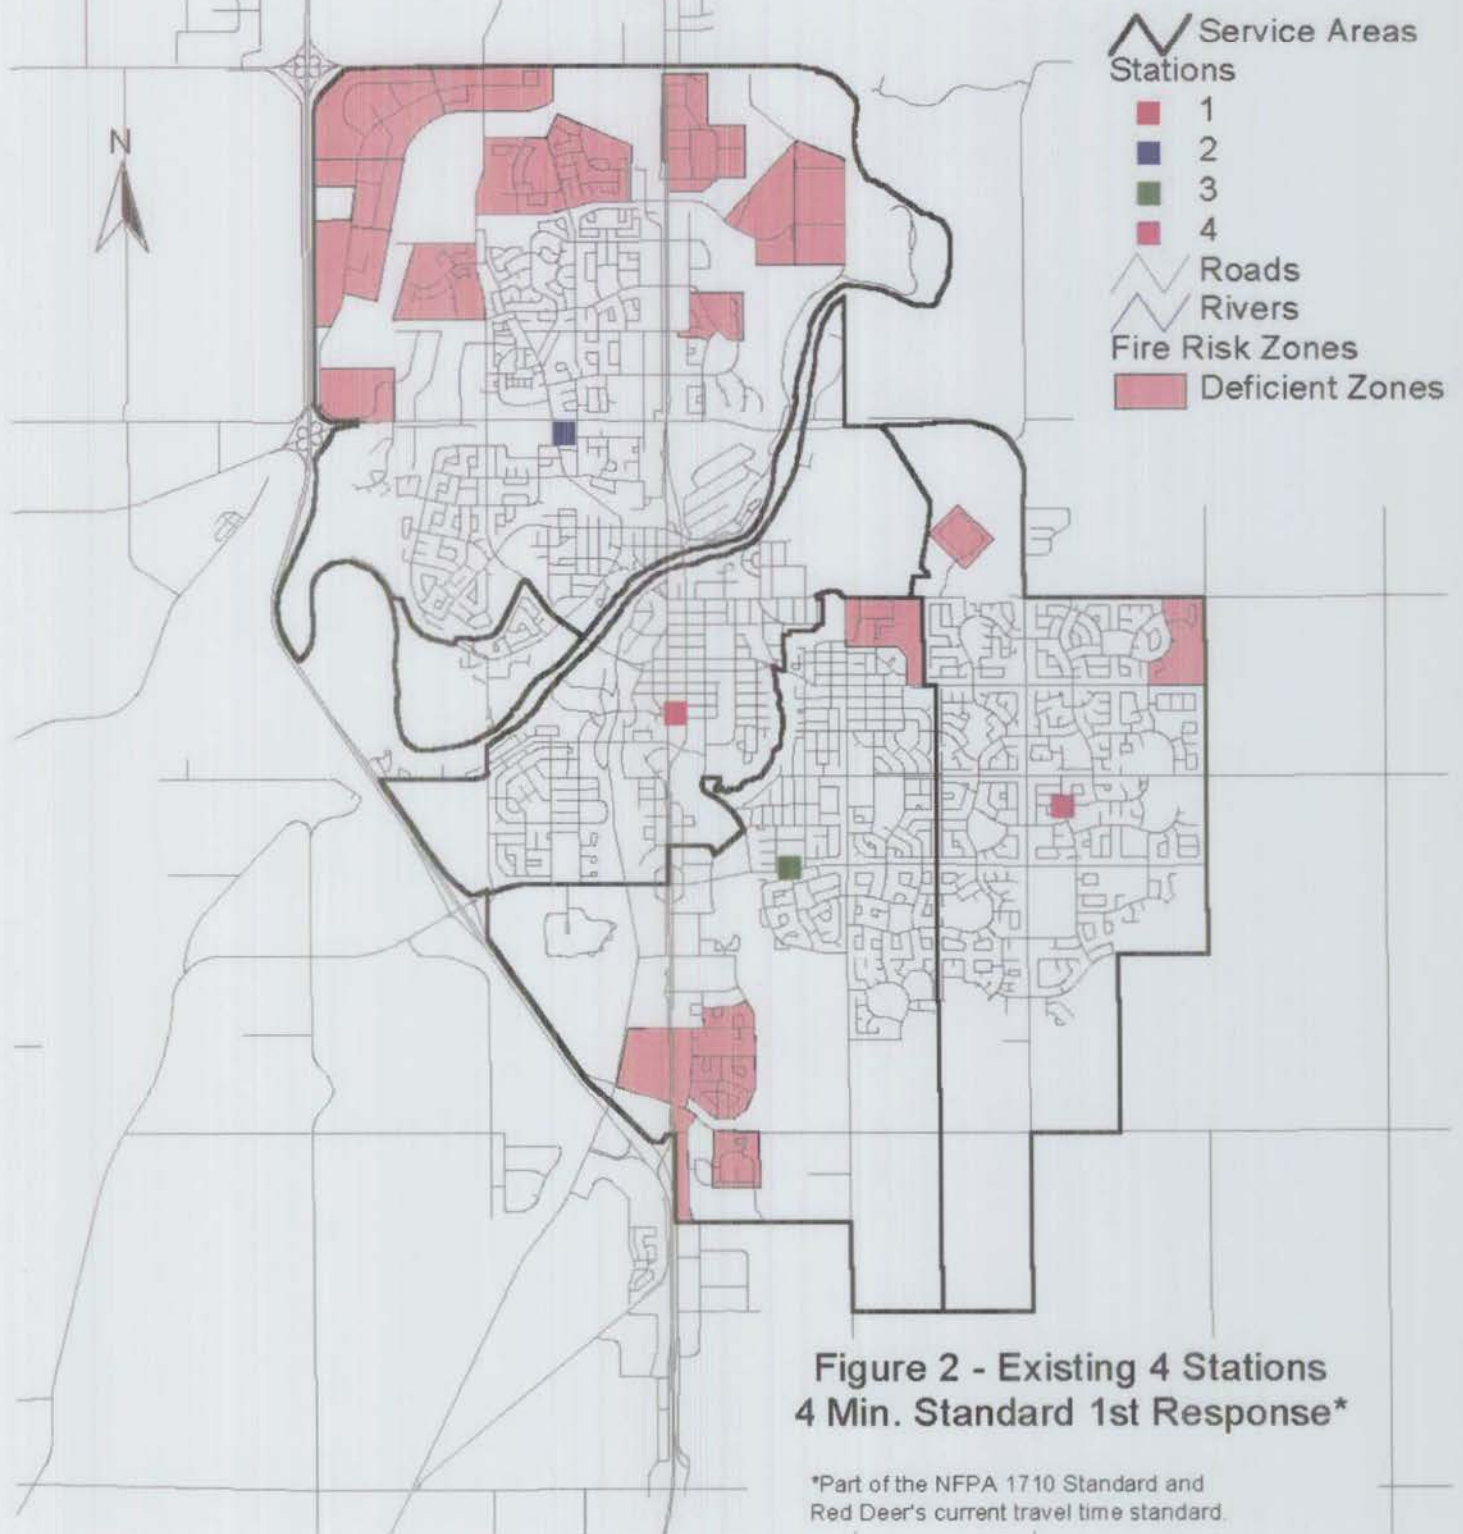 Service Areas
Stations
1
2
3
4
Roads
Rivers
Fire Risk Zones
Deficient Zones
N
Figure 2 - Existing 4 Stations
4 Min. Standard 1st Response*
*Part of the NFPA 1710 Standard and
Red Deer's current travel time standard.